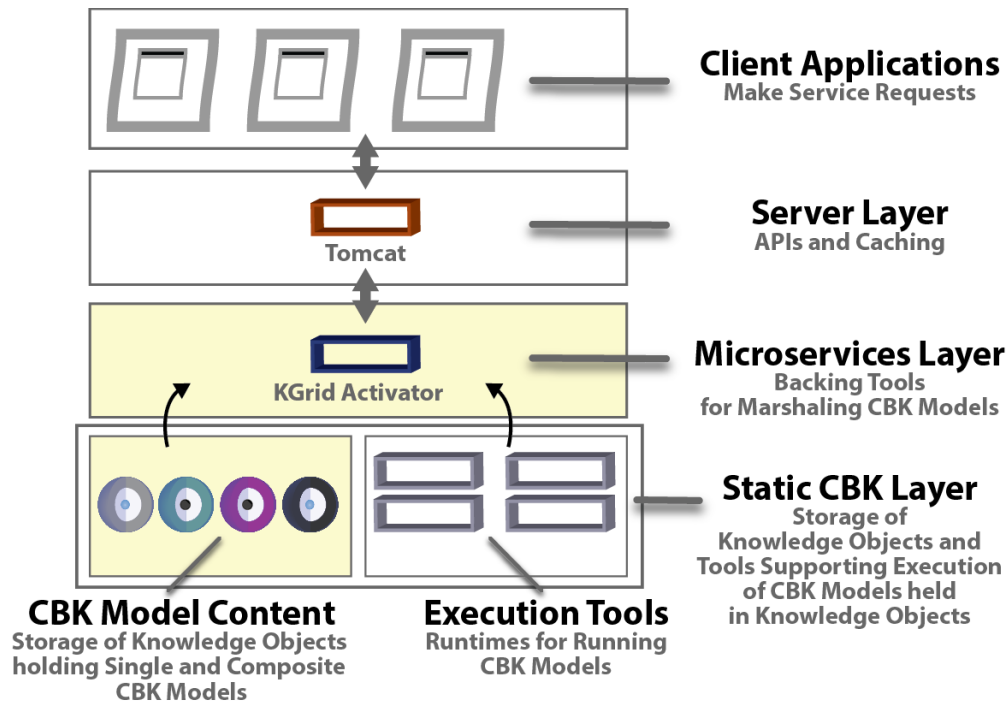 Client Applications
Make Service Requests
Tomcat
Server Layer
APIs and Caching
KGrid Activator
Microservices Layer
Backing Tools
for Marshaling CBK Models
Static CBK Layer
Storage of
Knowledge Objects and
Tools Supporting Execution
of CBK Models held
in Knowledge Objects
CBK Model Content
Storage of Knowledge Objects
holding Single and Composite
CBK Models
Execution Tools
Runtimes for Running
CBK Models